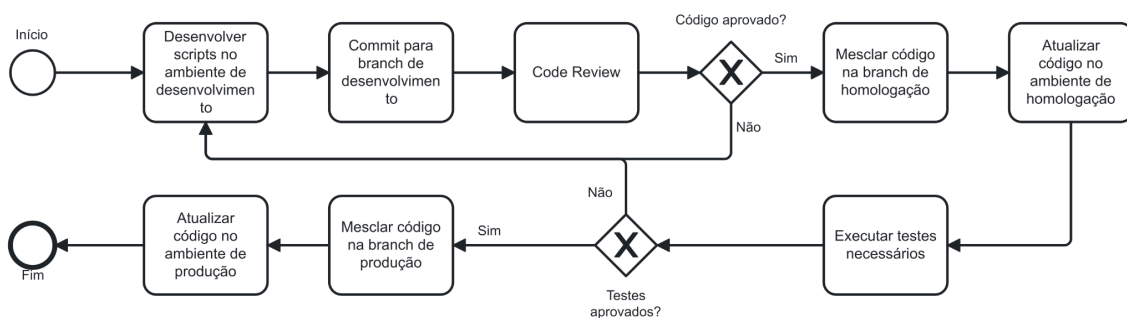 Início
Desenvolver
scripts no
ambiente de
desenvolvimen
to
Commit para
branch de
desenvolvime
nto
Code Review
Código aprovado?
Sim
Não
Mesclar código
na branch de
homologação
Atualizar
código no
ambiente de
homologação
Executar testes
necessários
Testes
aprovados?
Não
Sim
Mesclar código
na branch de
produção
Atualizar
código no
ambiente de
produção
Fim